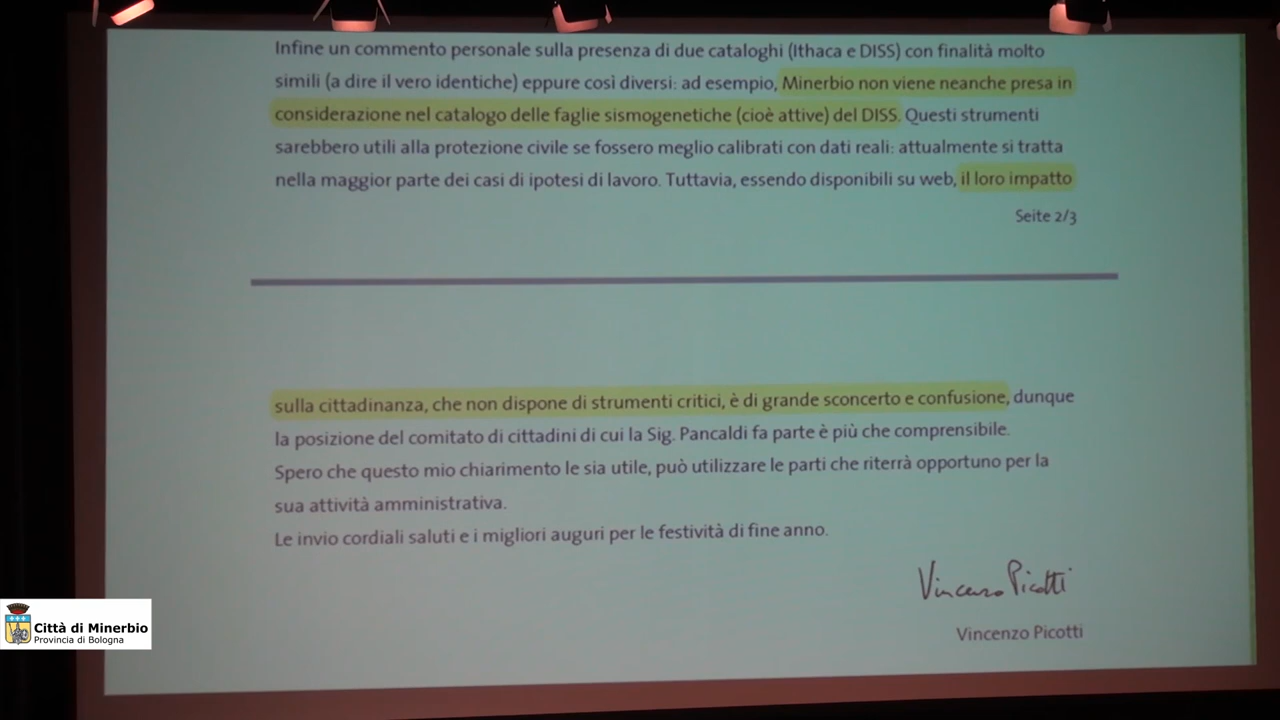 Infine un commento personale sulla presenza di due cataloghi (Ithaca e DISS) con finalità molto
simili (a dire il vero identiche) eppure così diversi: ad esempio, Minerbio non viene neanche presa in
considerazione nel catalogo delle faglie sismogenetiche (cioè attive) del DISS. Questi strumenti
sarebbero utili alla protezione civile se fossero meglio calibrati con dati reali: attualmente si tratta
nella maggior parte dei casi di ipotesi di lavoro. Tuttavia, essendo disponibili su web, il loro impatto
Seite 2/3
sulla cittadinanza, che non dispone di strumenti critici, è di grande sconcerto e confusione, dunque
la posizione del comitato di cittadini di cui la Sig. Pancaldi fa parte è più che comprensibile.
Spero che questo mio chiarimento le sia utile, può utilizzare le parti che riterrà opportuno per la
sua attività amministrativa.
Le invio cordiali saluti e i migliori auguri per le festività di fine anno.
Vincenzo Picotti
Vincenzo Picotti
Città di Minerbio
Provincia di Bologna